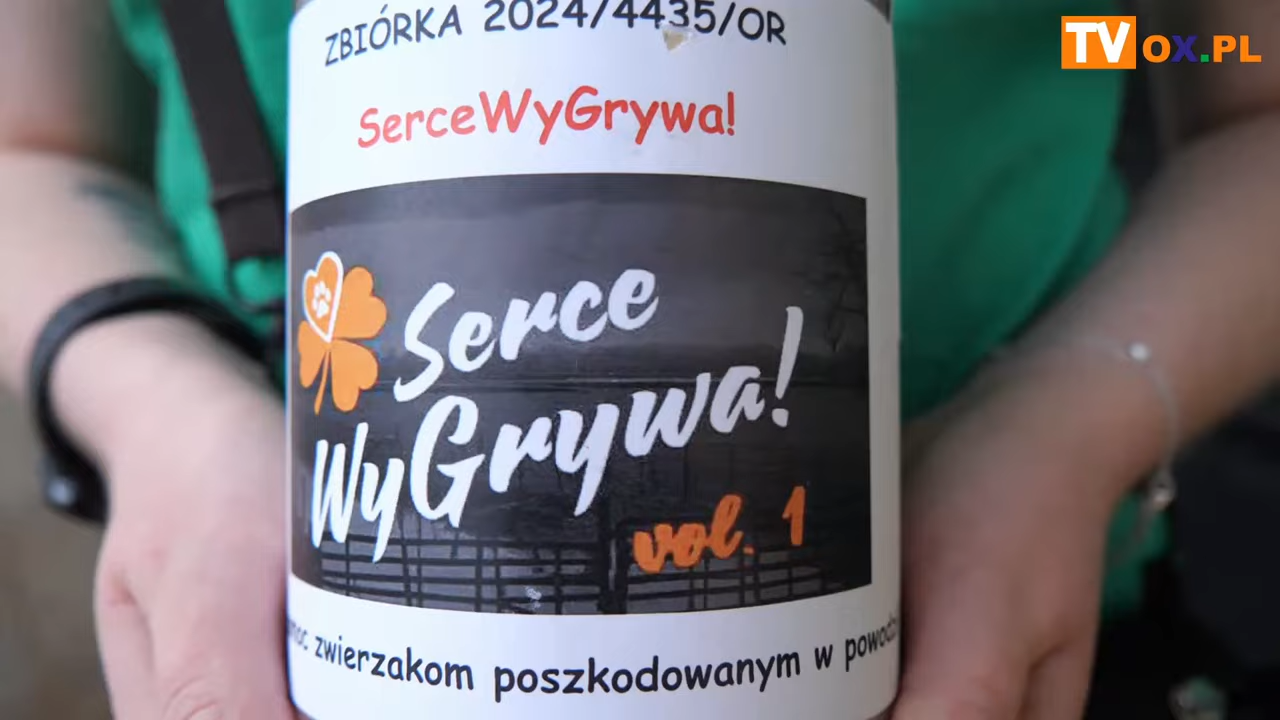 ZBIÓRKA 2024/4435/OR
TVOX.PL
SerceWyGrywa!
Serce
WyGrywa!
vol. 1
zwierzakom poszkodowanym w